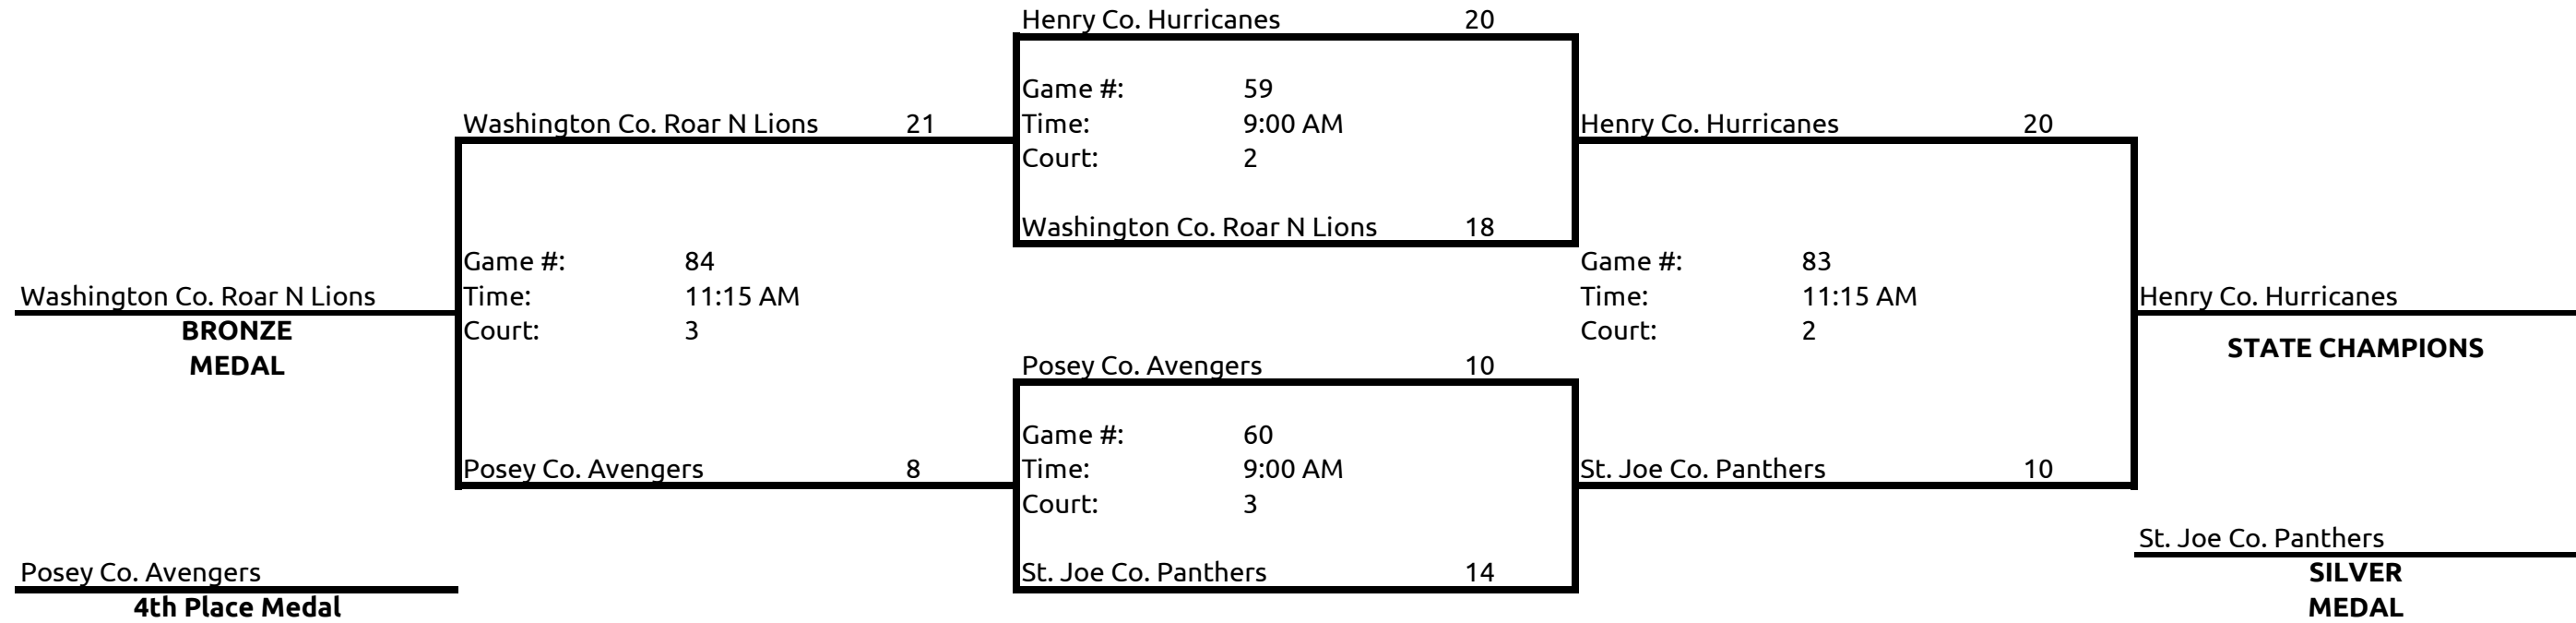 Henry Co. Hurricanes 20
Game #: 59
Washington Co. Roar N Lions 21 Time: 9:00 AM Henry Co. Hurricanes 20
Court: 2
Washington Co. Roar N Lions 18
Game #: 84 Game #: 83
Washington Co. Roar N Lions Time: 11:15 AM Time: 11:15 AM Henry Co. Hurricanes
BRONZE Court: 3 Court: 2
STATE CHAMPIONS
MEDAL Posey Co. Avengers 10
Game #: 60
Posey Co. Avengers 8 Time: 9:00 AM St. Joe Co. Panthers 10
Court: 3
St. Joe Co. Panthers
Posey Co. Avengers St. Joe Co. Panthers 14 SILVER
4th Place Medal MEDAL